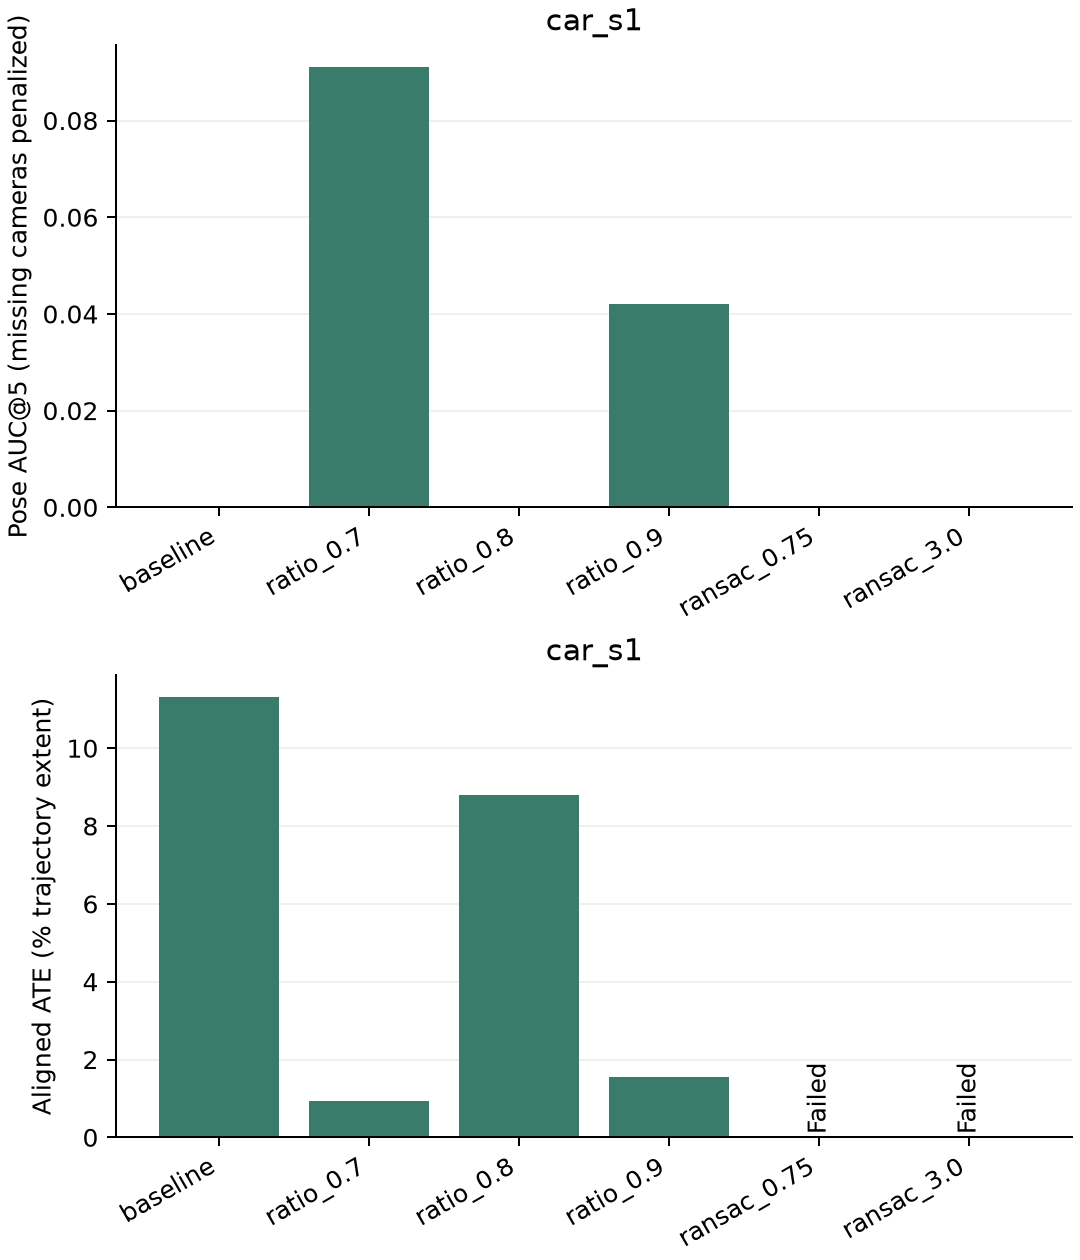 car_s1
Pose AUC@5 (missing cameras penalized)
0.08
0.06
0.04
0.02
0.00
baseline
ratio_0.7
ratio_0.8
ratio_0.9
ransac_0.75
ransac_3.0
car_s1
Aligned ATE (% trajectory extent)
10
8
6
4
2
0
Failed
Failed
baseline
ratio_0.7
ratio_0.8
ratio_0.9
ransac_0.75
ransac_3.0